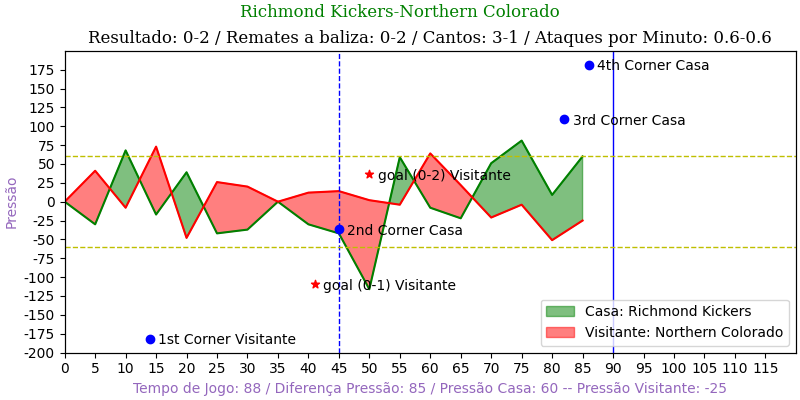 Richmond Kickers-Northern Colorado
Resultado: 0-2 / Remates a baliza: 0-2 / Cantos: 3-1 / Ataques por Minuto: 0.6-0.6
Pressão
175
150
125
100
75
50
25
0
-25
-50
-75
-100
-125
-150
-175
-200
4th Corner Casa
3rd Corner Casa
goal (0-2) Visitante
2nd Corner Casa
goal (0-1) Visitante
1st Corner Visitante
Casa: Richmond Kickers
Visitante: Northern Colorado
0 5 10 15 20 25 30 35 40 45 50 55 60 65 70 75 80 85 90 95 100 105 110 115
Tempo de Jogo: 88 / Diferença Pressão: 85 / Pressão Casa: 60 -- Pressão Visitante: -25